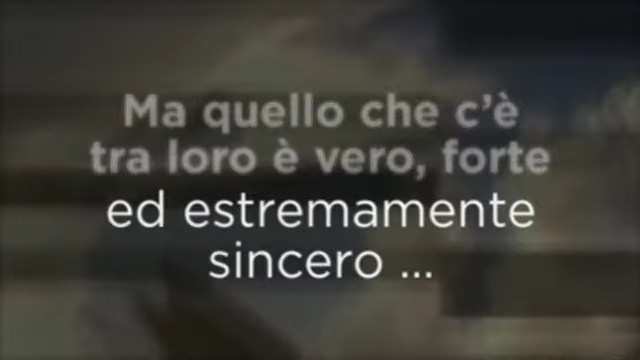 Ma quello che c’è
tra loro è vero, forte
ed estremamente
sincero ...